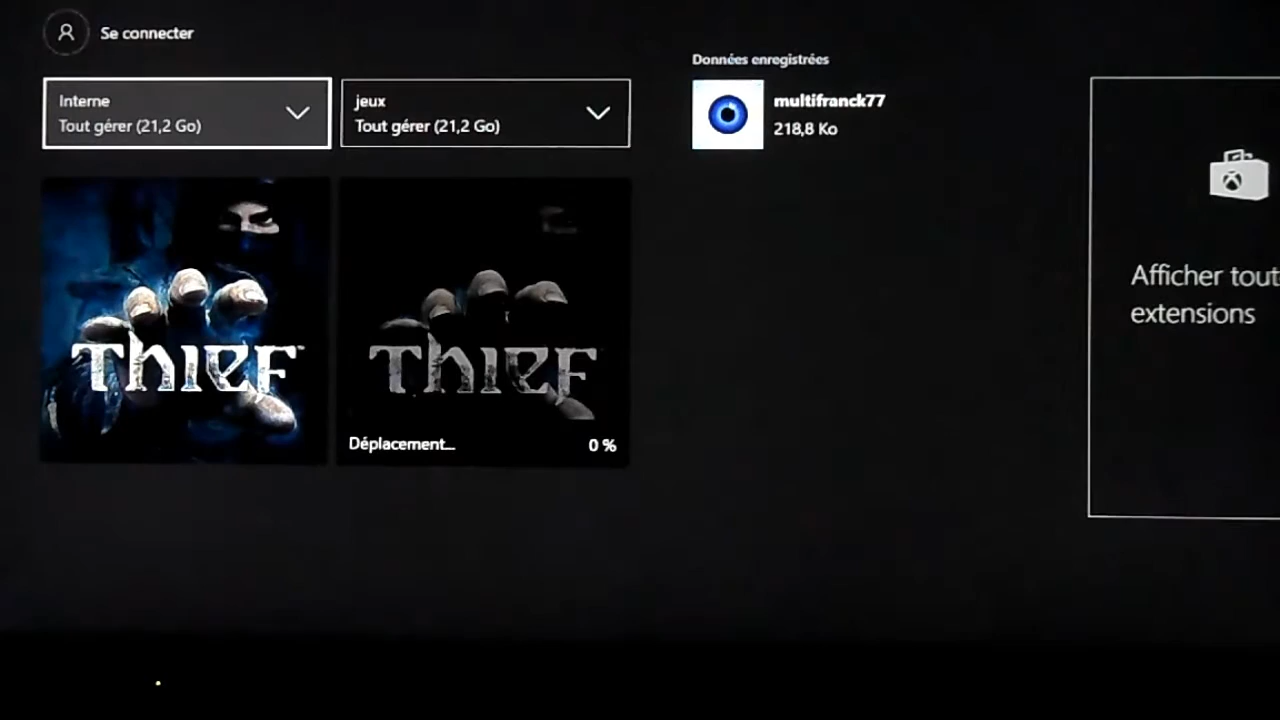 Se connecter
Interne
Tout gérer (21,2 Go)
jeux
Tout gérer (21,2 Go)
Données enregistrées
multifranck77
218,8 Ko
THIEF
THIEF
Déplacement...
0 %
Afficher tout
extensions